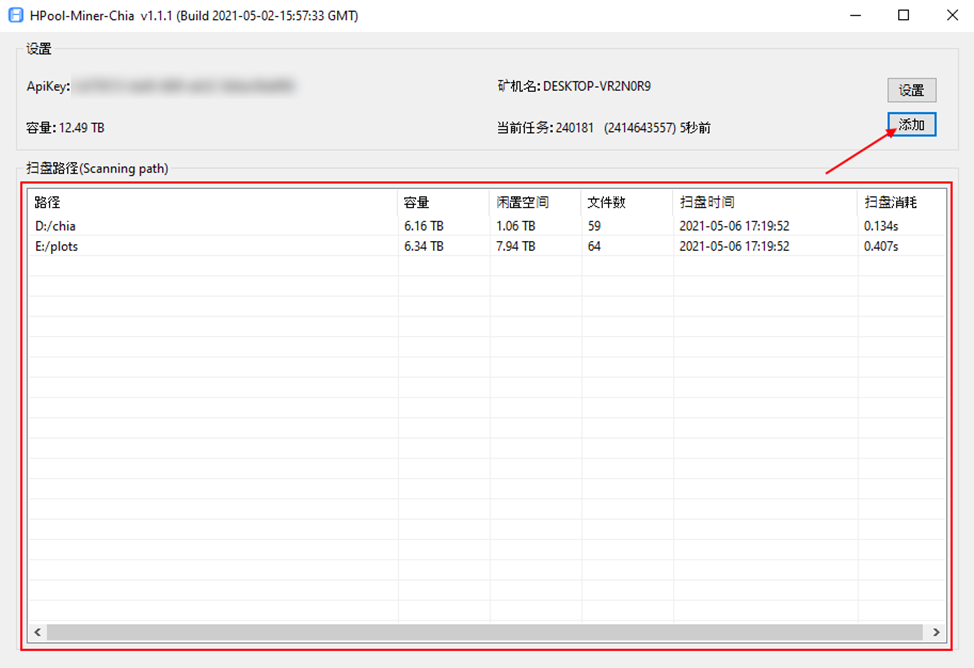 HPool-Miner-Chia v1.1.1 (Build 2021-05-02-15:57:33 GMT)
设置
ApiKey:
矿机名: DESKTOP-VR2N0R9
设置
容量: 12.49 TB
当前任务: 240181 (2414643557) 5秒前
添加
扫盘路径(Scanning path)
路径 容量 闲置空间 文件数 扫盘时间 扫盘消耗
D:/chia 6.16 TB 1.06 TB 59 2021-05-06 17:19:52 0.134s
E:/plots 6.34 TB 7.94 TB 64 2021-05-06 17:19:52 0.407s